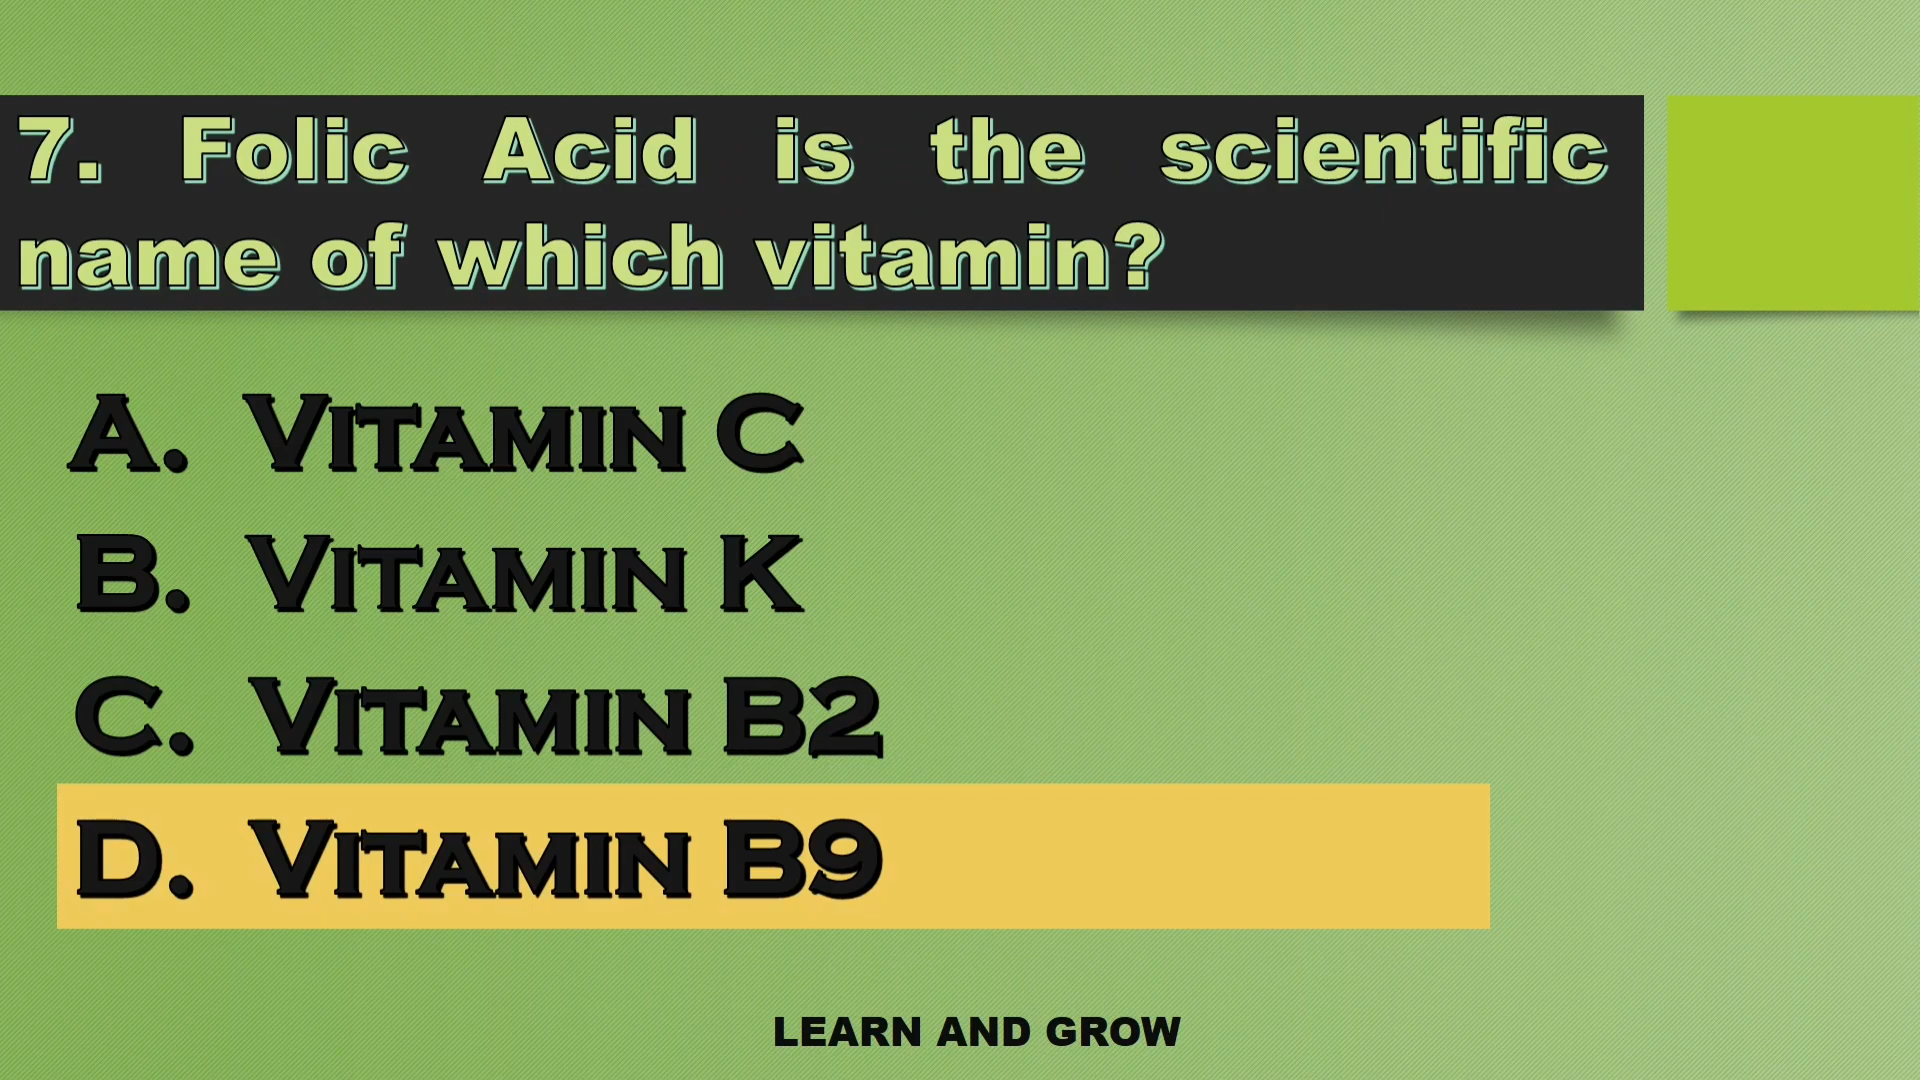 7. Folic Acid is the scientific
name of which vitamin?
A. VITAMIN C
B. VITAMIN K
C. VITAMIN B2
D. VITAMIN B9
LEARN AND GROW